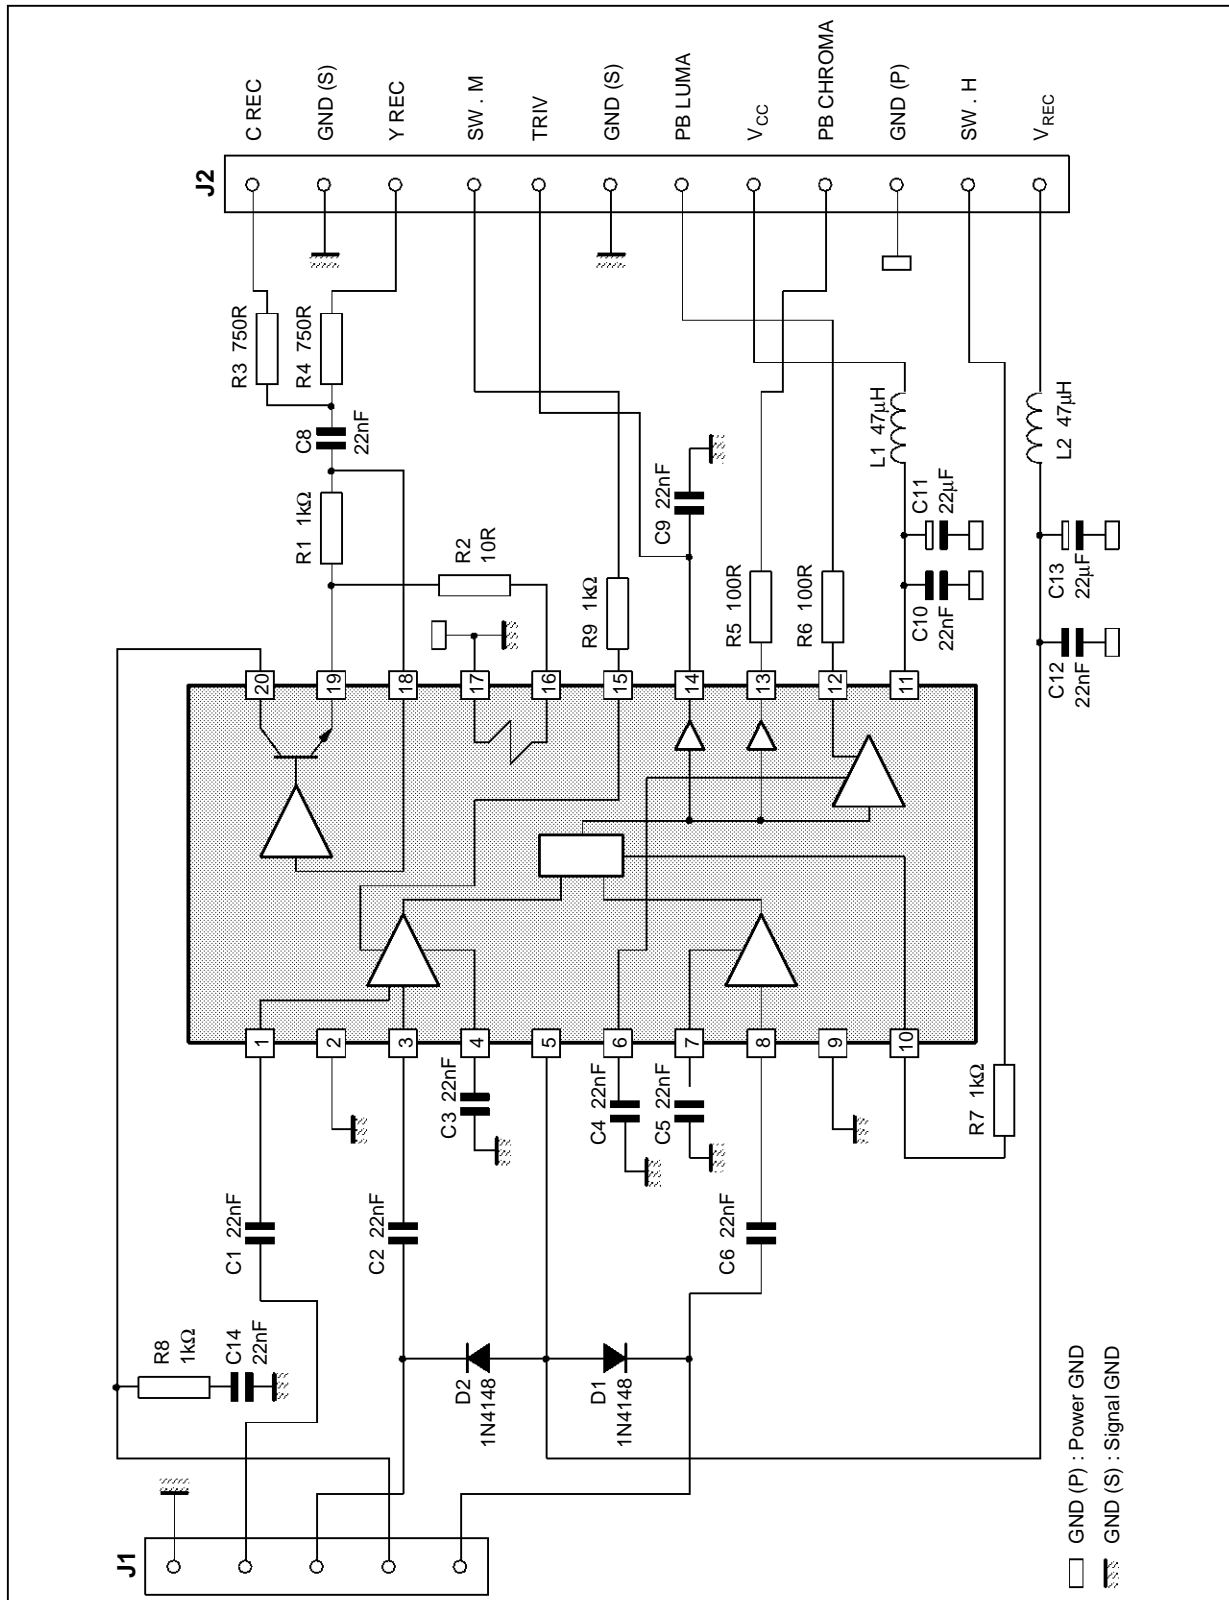 C REC
GND (S)
Y REC
SW . M
TRIV
GND (S)
PB LUMA
VCC
PB CHROMA
GND (P)
SW . H
VREC
J2
R3 750R
R4 750R
C8
22nF
R1 1kΩ
R2
10R
R9 1kΩ
C9 22nF
R5 100R
R6 100R
L1 47µH
C11
22µF
C10
22nF
L2 47µH
C13
22µF
C12
22nF
20
19
18
17
16
15
14
13
12
11
1
2
3
4
5
6
7
8
9
10
C1 22nF
C2 22nF
C3 22nF
C4 22nF
C5 22nF
C6 22nF
R7 1kΩ
R8
1kΩ
C14
22nF
D2
1N4148
D1
1N4148
J1
GND (P) : Power GND
GND (S) : Signal GND